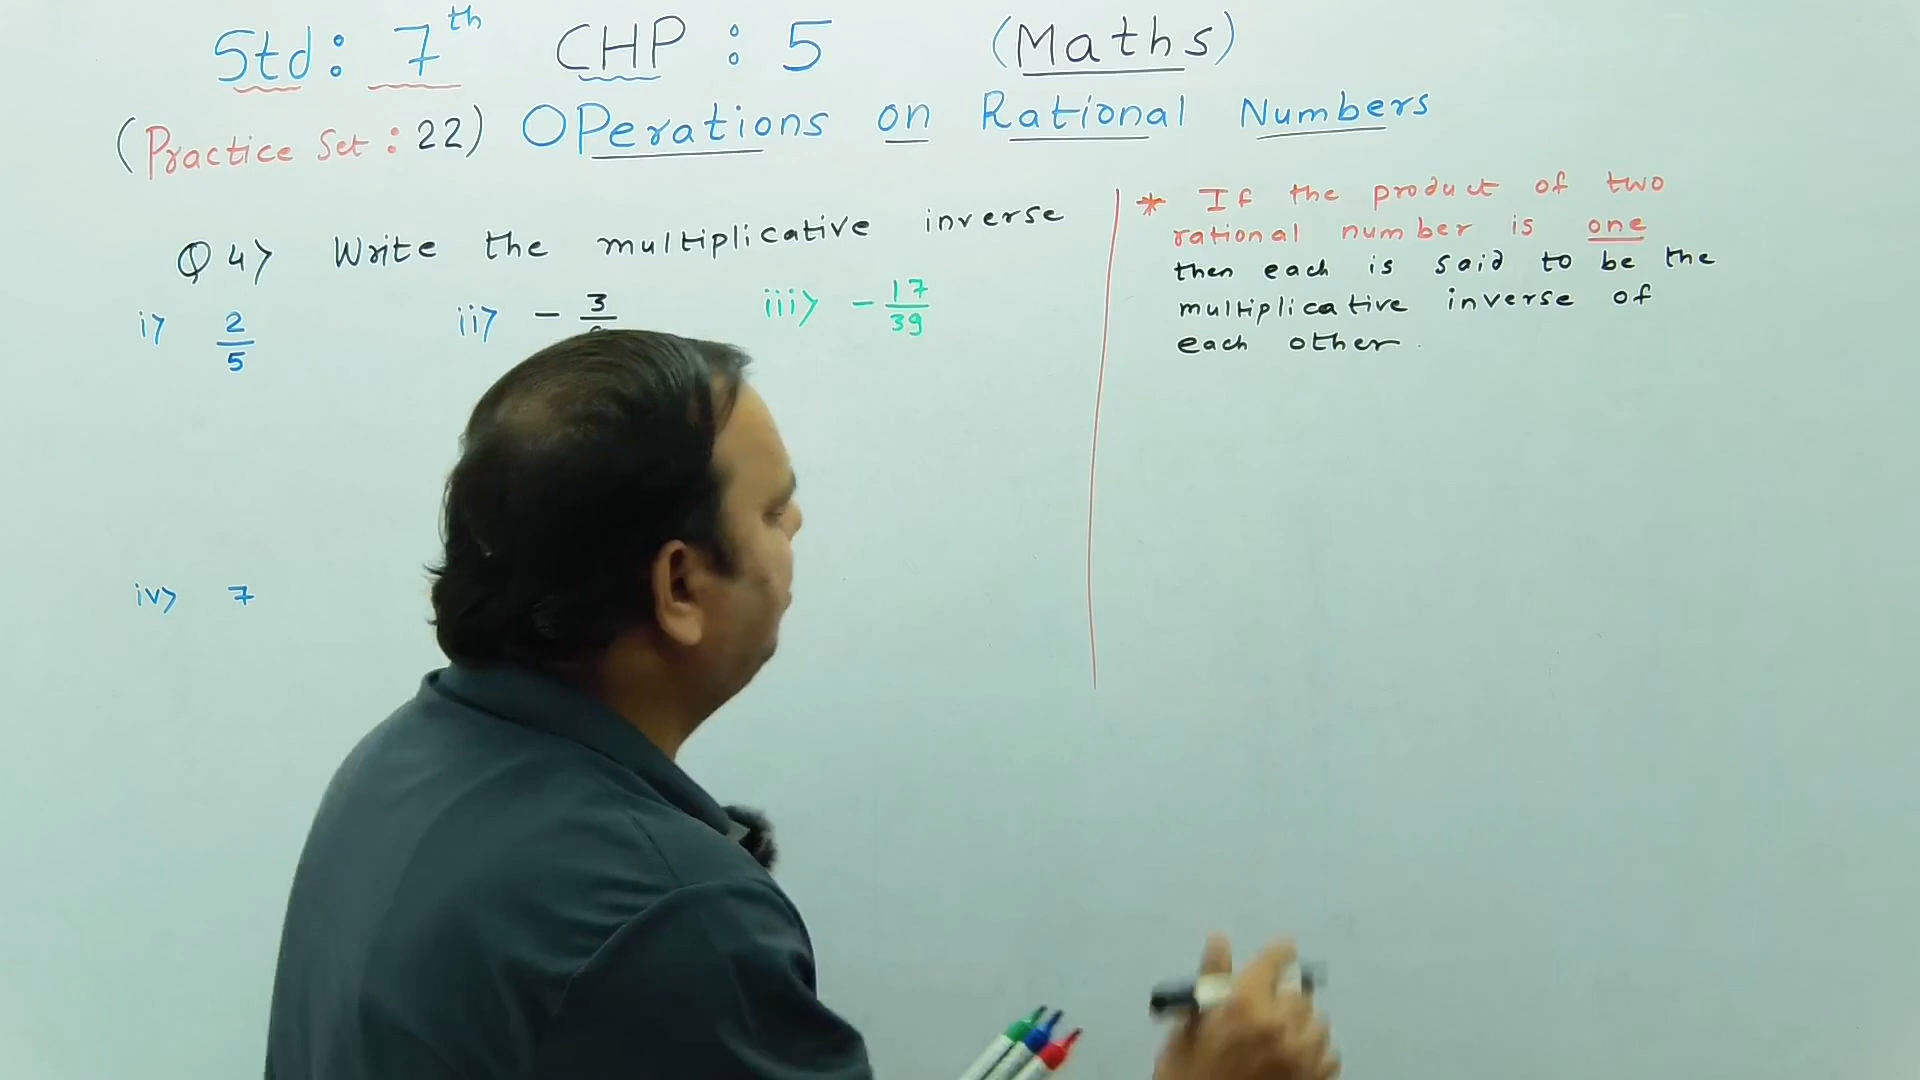 Std: 7th CHP : 5 (Maths)
(Practice Set : 22) OPerations on Rational Numbers
Q 4> Write the multiplicative inverse
i> 2/5 ii> - 3/ iii> - 17/39
iv> 7
* If the product of two
rational number is one
then each is said to be the
multiplicative inverse of
each other.